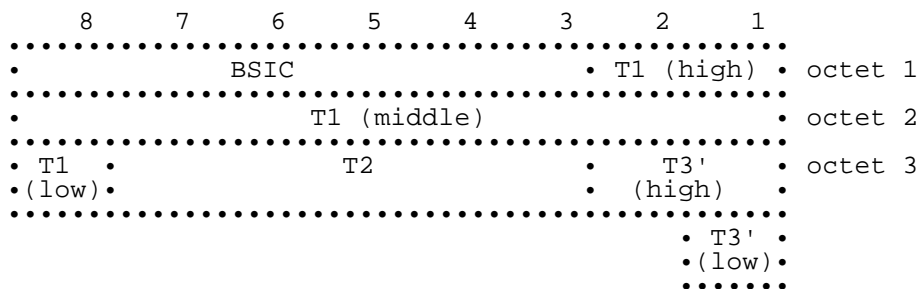 8 7 6 5 4 3 2 1
BSIC T1 (high) octet 1
T1 (middle) octet 2
T1 T2 T3' octet 3
(low) (high)
T3'
(low)